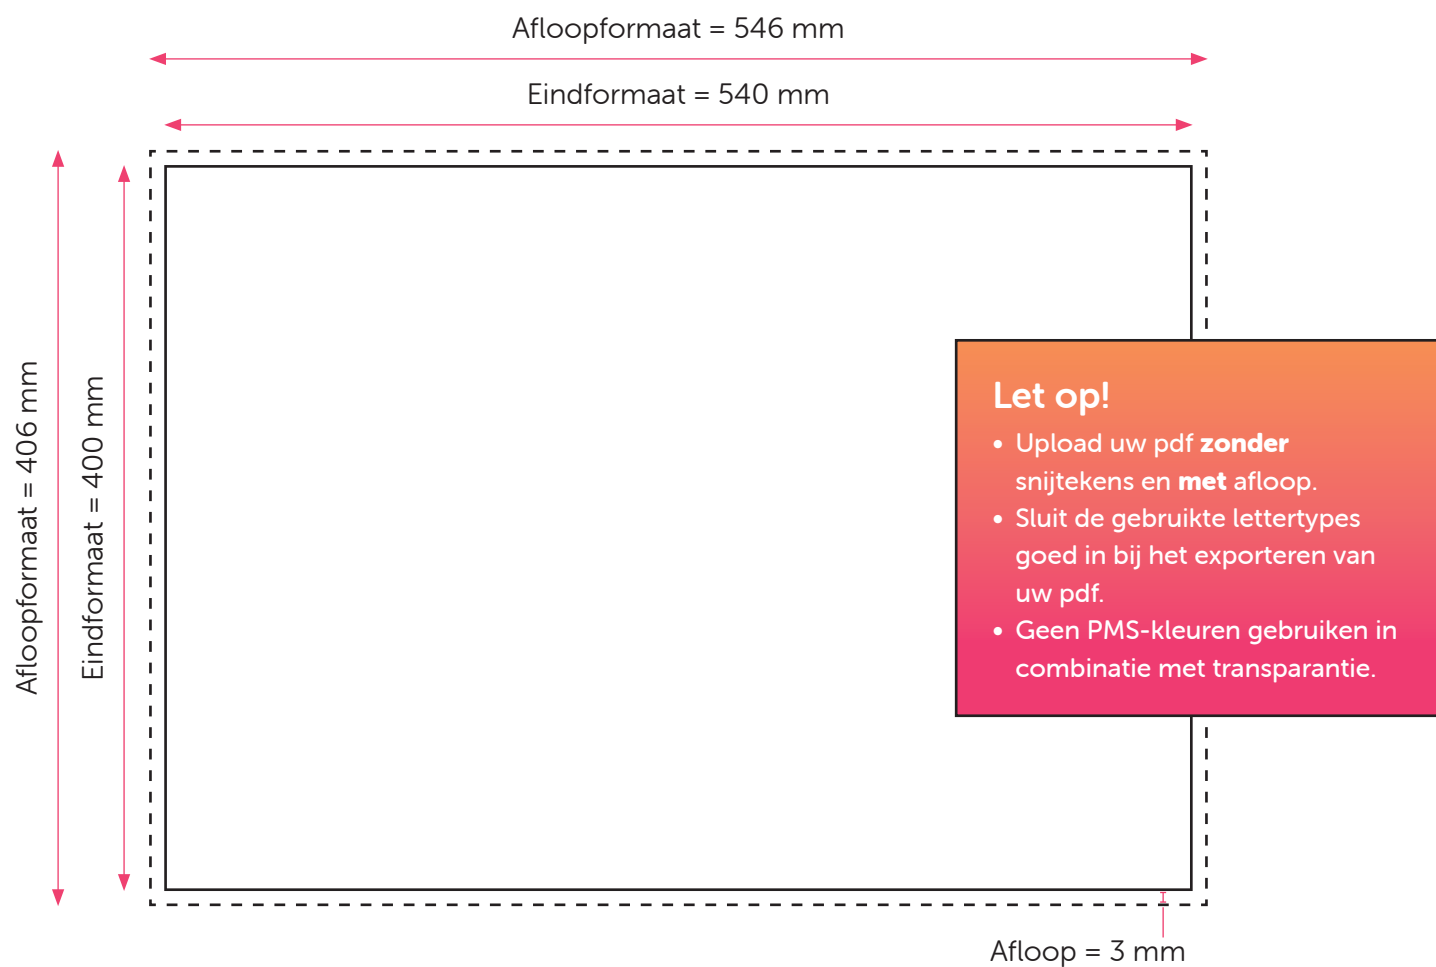 Afloopformaat = 546 mm
Eindformaat = 540 mm
Afloopformaat = 406 mm
Eindformaat = 400 mm
Let op!
• Upload uw pdf zonder
snijtekens en met afloop.
• Sluit de gebruikte lettertypes
goed in bij het exporteren van
uw pdf.
• Geen PMS-kleuren gebruiken in
combinatie met transparantie.
Afloop = 3 mm